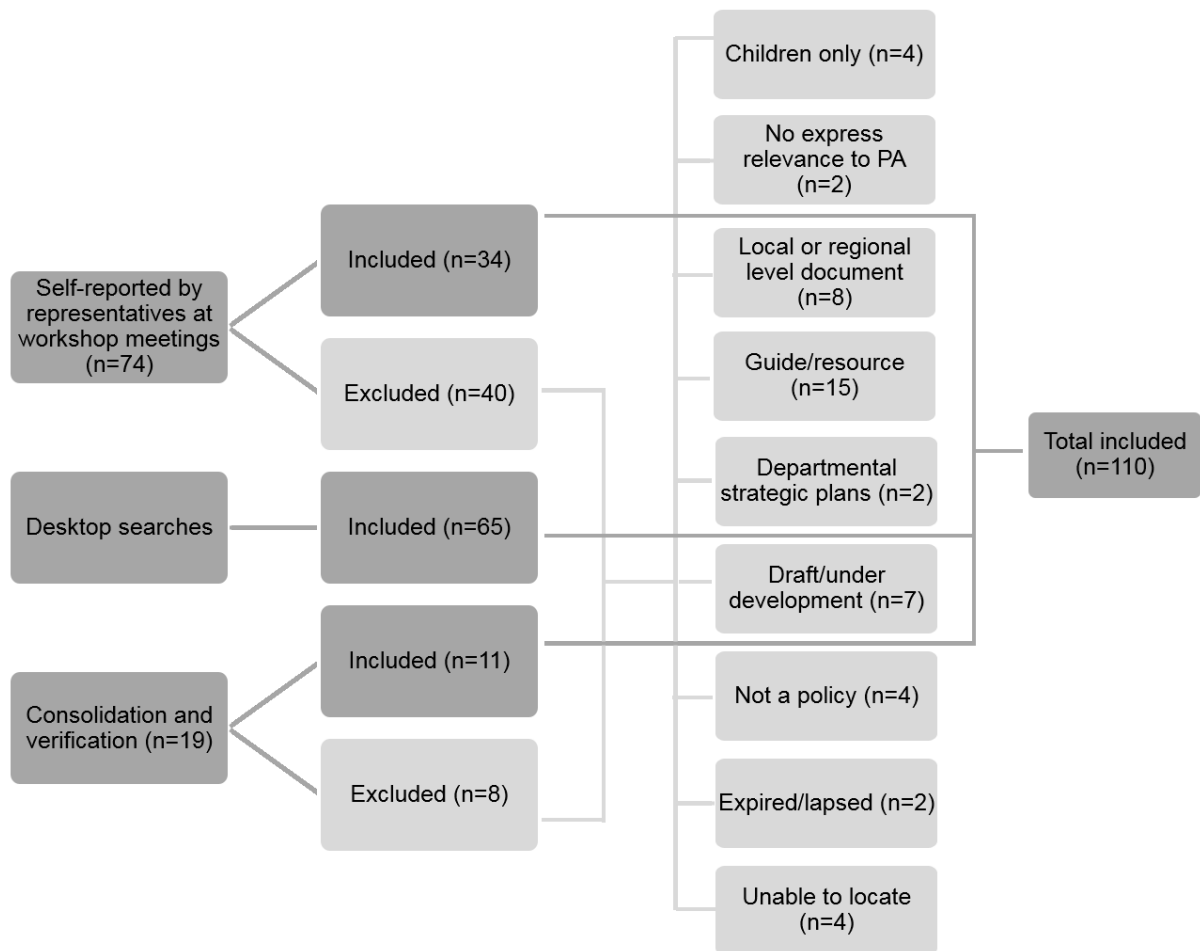 Self-reported by
representatives at
workshop meetings
(n=74)
Desktop searches
Consolidation and
verification (n=19)
Included (n=34)
Excluded (n=40)
Included (n=65)
Included (n=11)
Excluded (n=8)
Children only (n=4)
No express
relevance to PA
(n=2)
Local or regional
level document
(n=8)
Guide/resource
(n=15)
Departmental
strategic plans (n=2)
Draft/under
development (n=7)
Not a policy (n=4)
Expired/lapsed (n=2)
Unable to locate
(n=4)
Total included
(n=110)